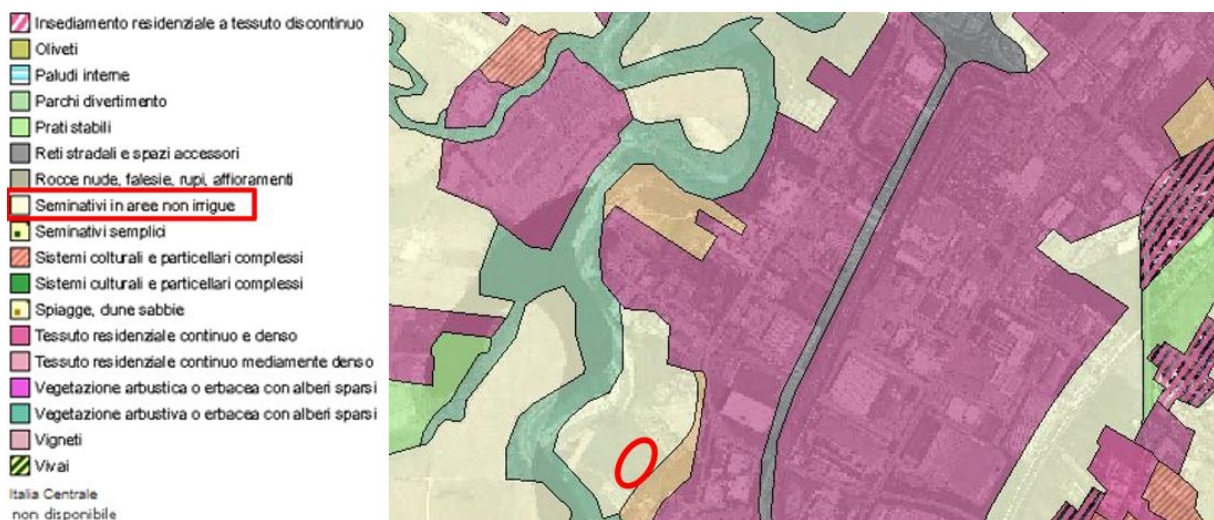 Insediamento residenziale a tessuto discontinuo
Oliveti
Paludi interne
Parchi divertimento
Prati stabili
Reti stradali e spazi accessori
Rocce nude, falesie, rupi, affioramenti
Seminativi in aree non irrigue
Seminativi semplici
Sistemi colturali e particellari complessi
Sistemi colturali e particellari complessi
Spiagge, dune sabbie
Tessuto residenziale continuo e denso
Tessuto residenziale continuo mediamente denso
Vegetazione arbustica o erbacea con alberi sparsi
Vegetazione arbustiva o erbacea con alberi sparsi
Vigneti
Vivai
Italia Centrale
non disponibile